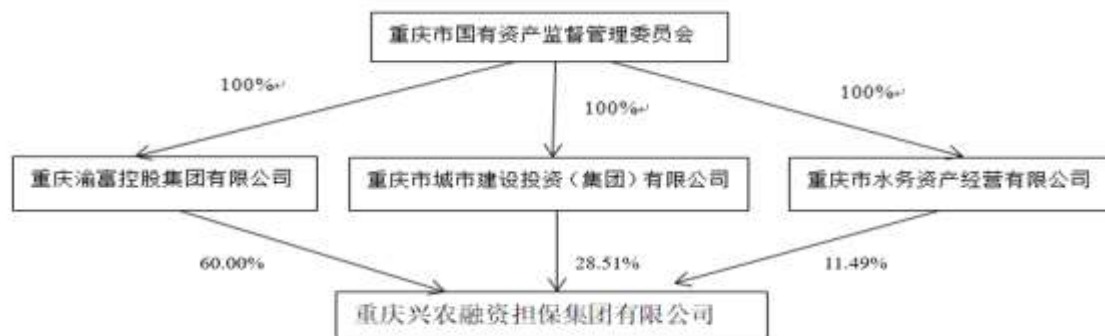 重庆市国有资产监督管理委员会
100%↵
100%↵
100%↵
重庆渝富控股集团有限公司
重庆市城市建设投资（集团）有限公司
重庆市水务资产经营有限公司
60.00%
28.51%
11.49%
重庆兴农融资担保集团有限公司